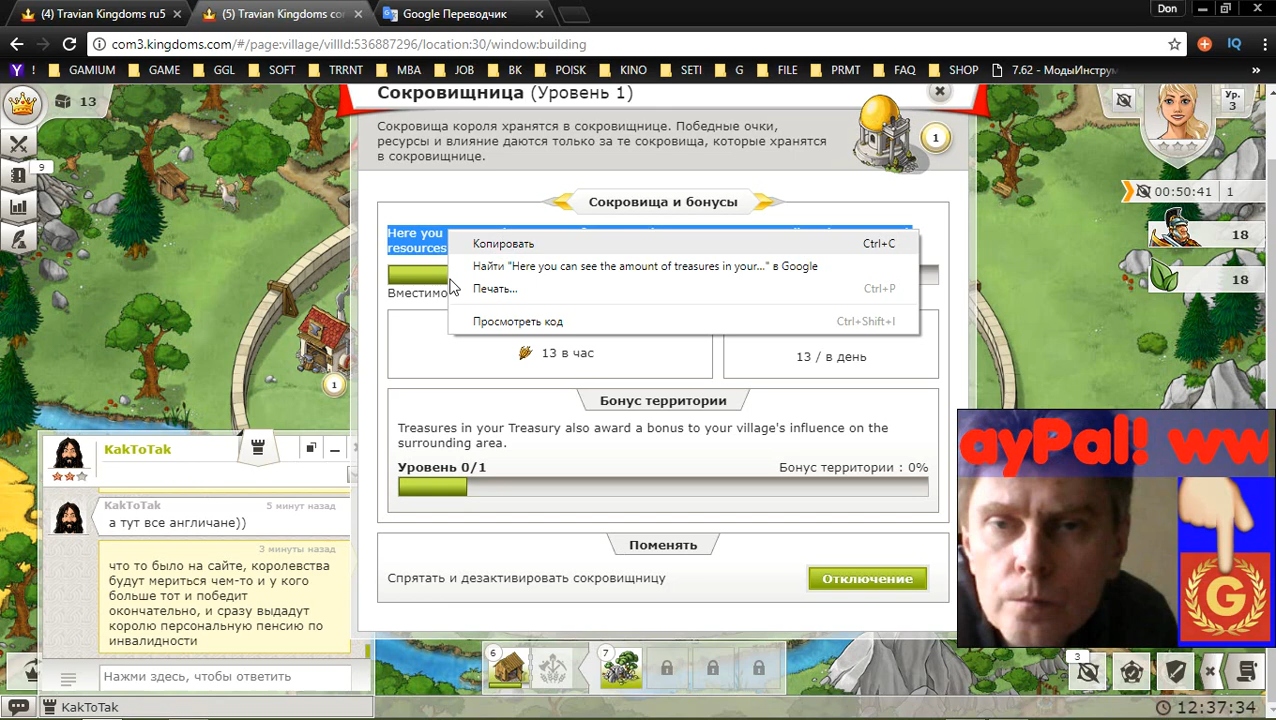 (4) Travian Kingdoms ru5
(5) Travian Kingdoms co
Google Переводчик
Don
com3.kingdoms.com/#/page:village/villId:536887296/location:30/window:building
IQ
Y !
GAMIUM
GAME
GGL
SOFT
TRRNT
MBA
JOB
BK
POISK
KINO
SETI
G
FILE
PRMT
FAQ
SHOP
7.62 - МодыИнструм
»
13
9
Сокровищница (Уровень 1)
Сокровища короля хранятся в сокровищнице. Победные очки,
ресурсы и влияние даются только за те сокровища, которые хранятся
в сокровищнице.
1
Ур.
3
00:50:41 1
18
18
Сокровища и бонусы
Here you
resources
Копировать Ctrl+C
Найти "Here you can see the amount of treasures in your..." в Google
Печать... Ctrl+P
Просмотреть код Ctrl+Shift+I
Вместимо
13 в час
13 / в день
1
Бонус территории
Treasures in your Treasury also award a bonus to your village's influence on the
surrounding area.
Уровень 0/1
Бонус территории : 0%
Поменять
Спрятать и дезактивировать сокровищницу
Отключение
KakToTak
KakToTak
5 минут назад
а тут все англичане))
3 минуты назад
что то было на сайте, королевства
будут мериться чем-то и у кого
больше тот и победит
окончательно, и сразу выдадут
королю персональную пенсию по
инвалидности
Нажми здесь, чтобы ответить
KakToTak
ayPal! ww
G
6
7
3
12:37:34